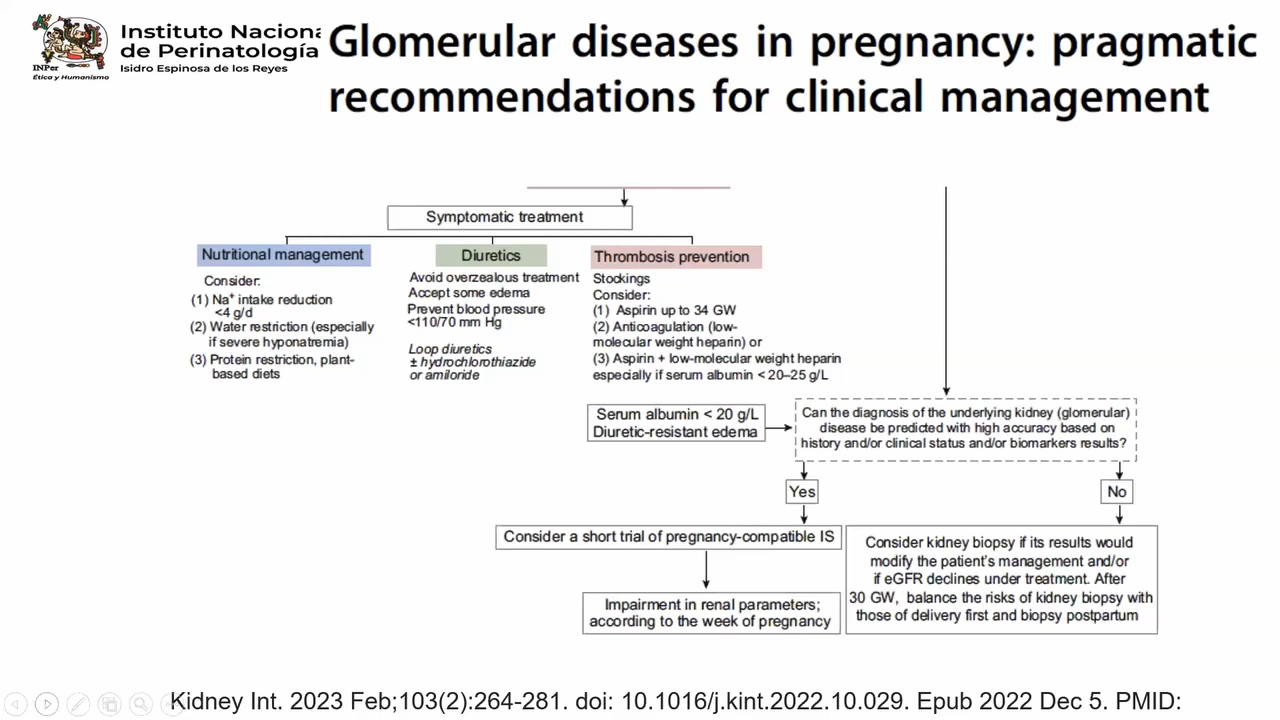 Instituto Naciona
de Perinatología
Isidro Espinosa de los Reyes
INPer
Ética y Humanismo
Glomerular diseases in pregnancy: pragmatic
recommendations for clinical management
Symptomatic treatment
Nutritional management
Consider:
(1) Na+ intake reduction
<4 g/d
(2) Water restriction (especially
if severe hyponatremia)
(3) Protein restriction, plant-
based diets
Diuretics
Avoid overzealous treatment
Accept some edema
Prevent blood pressure
<110/70 mm Hg
Loop diuretics
± hydrochlorothiazide
or amiloride
Thrombosis prevention
Stockings
Consider:
(1) Aspirin up to 34 GW
(2) Anticoagulation (low-
molecular weight heparin) or
(3) Aspirin + low-molecular weight heparin
especially if serum albumin < 20–25 g/L
Serum albumin < 20 g/L
Diuretic-resistant edema
Can the diagnosis of the underlying kidney (glomerular)
disease be predicted with high accuracy based on
history and/or clinical status and/or biomarkers results?
Yes
No
Consider a short trial of pregnancy-compatible IS
Impairment in renal parameters;
according to the week of pregnancy
Consider kidney biopsy if its results would
modify the patient's management and/or
if eGFR declines under treatment. After
30 GW, balance the risks of kidney biopsy with
those of delivery first and biopsy postpartum
Kidney Int. 2023 Feb;103(2):264-281. doi: 10.1016/j.kint.2022.10.029. Epub 2022 Dec 5. PMID: